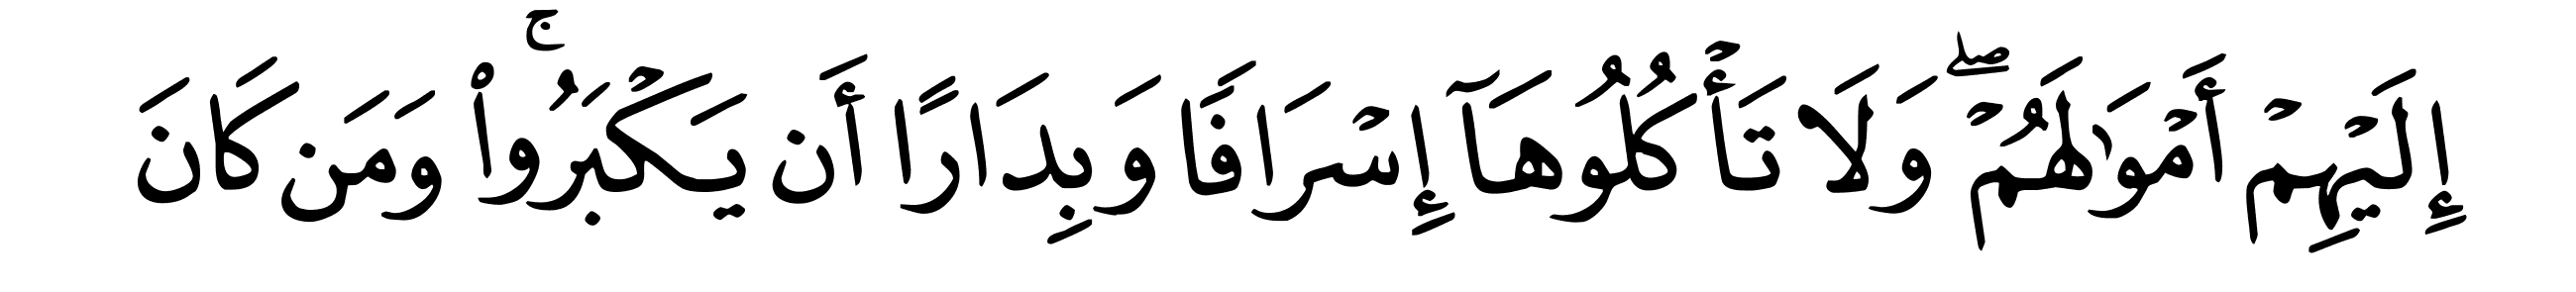 إِلَيۡهِمۡ أَمۡوَٰلَهُمۡۖ وَلَا تَأۡكُلُوهَآ إِسۡرَافٗا وَبِدَارًا أَن يَكۡبَرُواْۚ وَمَن كَانَ